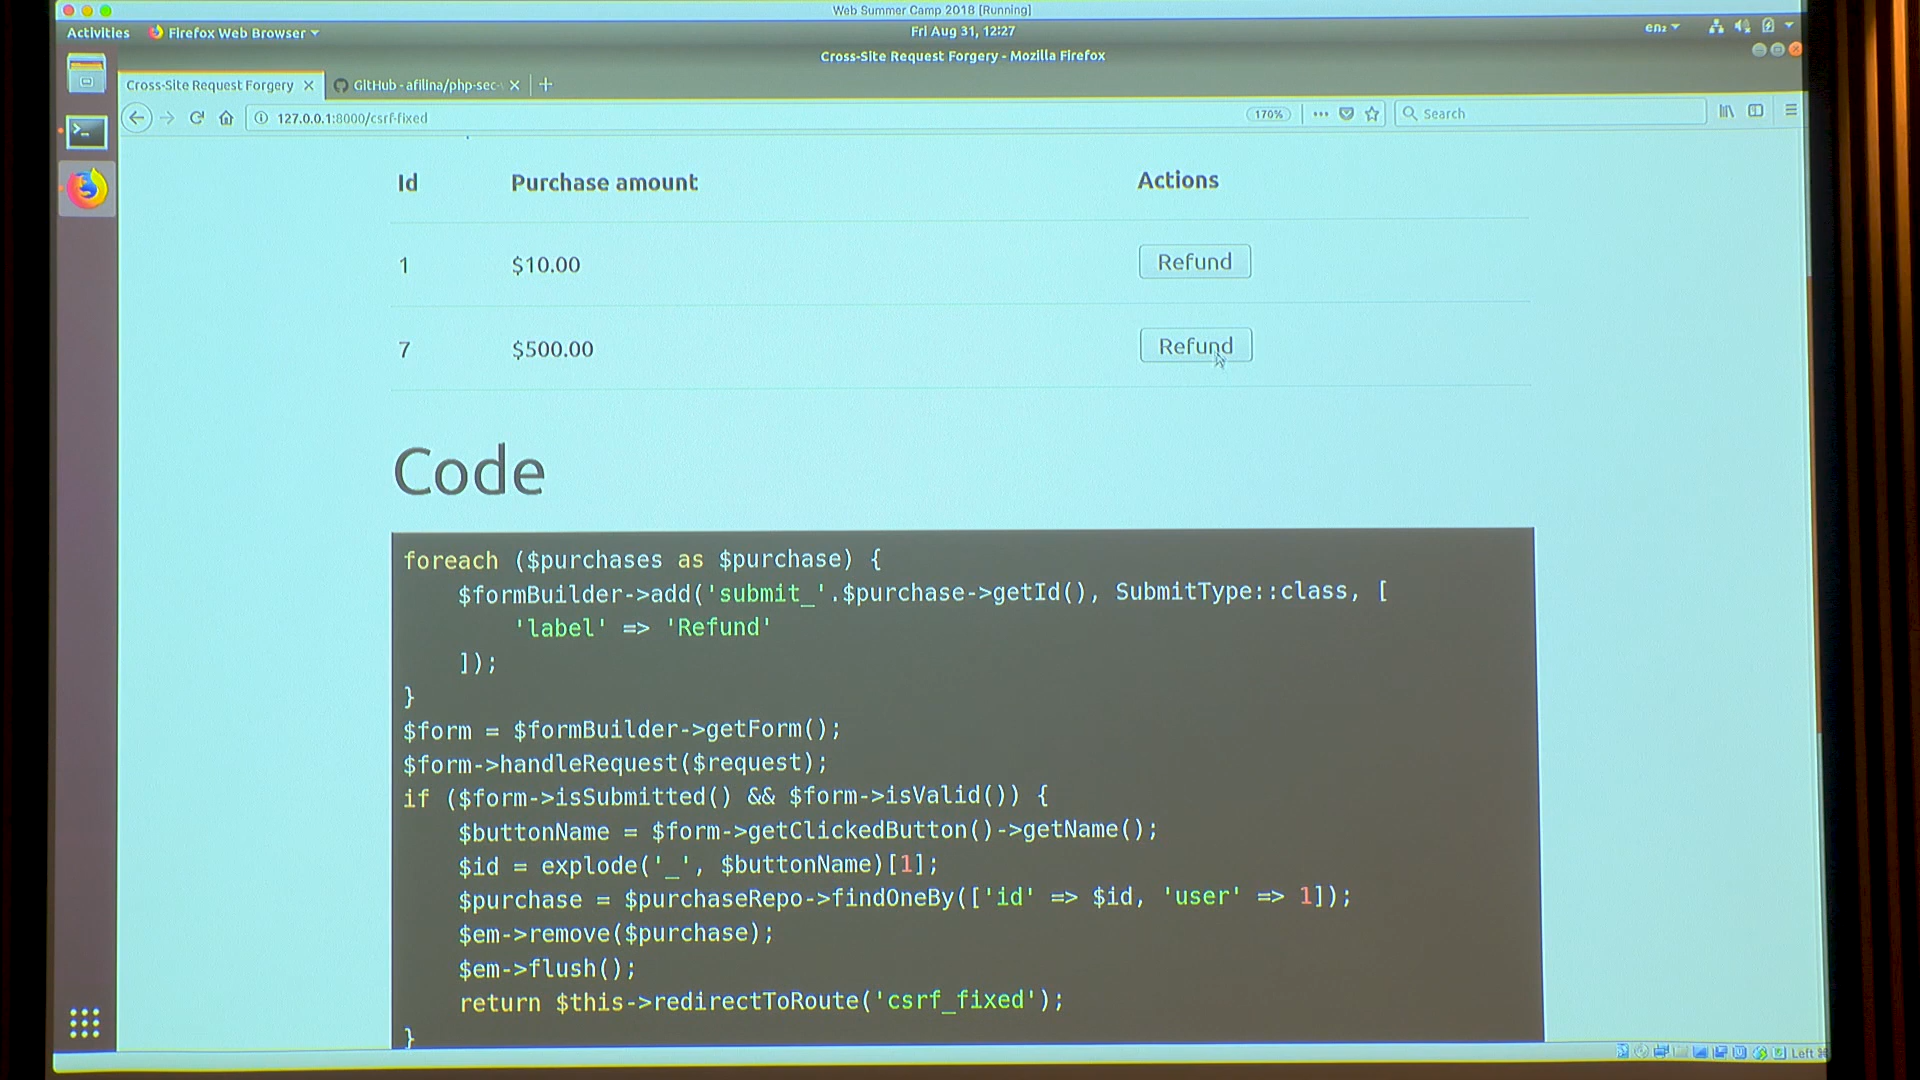 Web Summer Camp 2018 [Running]
Activities Firefox Web Browser Fri Aug 31, 12:27 en₂
Cross-Site Request Forgery - Mozilla Firefox
Cross-Site Request Forgery × GitHub - afilina/php-sec- × +
127.0.0.1:8000/csrf-fixed 170% ••• Search
Id Purchase amount Actions
1 $10.00 Refund
7 $500.00 Refund
Code
foreach ($purchases as $purchase) {
    $formBuilder->add('submit_'.$purchase->getId(), SubmitType::class, [
        'label' => 'Refund'
    ]);
}
$form = $formBuilder->getForm();
$form->handleRequest($request);
if ($form->isSubmitted() && $form->isValid()) {
    $buttonName = $form->getClickedButton()->getName();
    $id = explode('_', $buttonName)[1];
    $purchase = $purchaseRepo->findOneBy(['id' => $id, 'user' => 1]);
    $em->remove($purchase);
    $em->flush();
    return $this->redirectToRoute('csrf_fixed');
}
Left ⌘